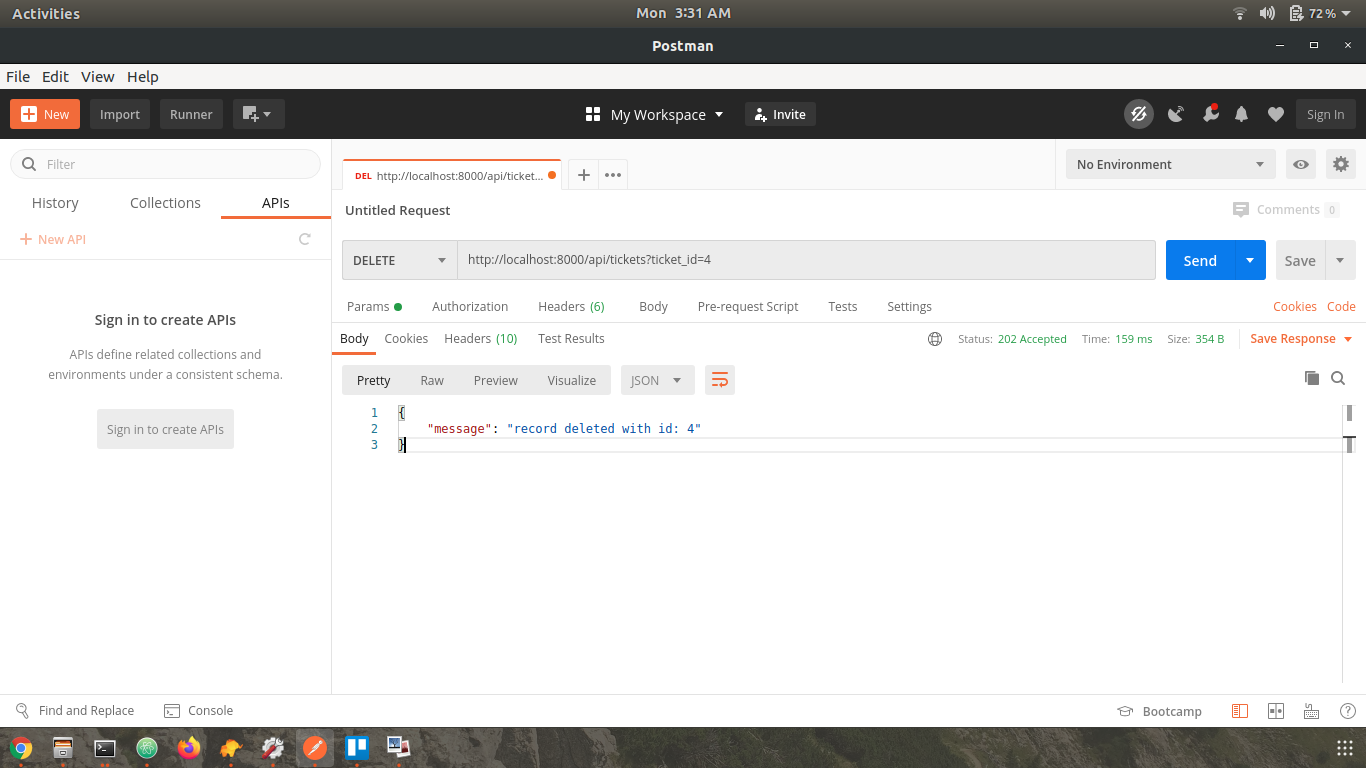 Activities
Mon 3:31 AM
72 %
Postman
File Edit View Help
New
Import
Runner
My Workspace
Invite
Sign In
Filter
History
Collections
APIs
New API
Sign in to create APIs
APIs define related collections and
environments under a consistent schema.
Sign in to create APIs
DEL http://localhost:8000/api/ticket...
No Environment
Untitled Request
Comments 0
DELETE
http://localhost:8000/api/tickets?ticket_id=4
Send
Save
Params
Authorization
Headers (6)
Body
Pre-request Script
Tests
Settings
Cookies Code
Body
Cookies
Headers (10)
Test Results
Status: 202 Accepted
Time: 159 ms
Size: 354 B
Save Response
Pretty
Raw
Preview
Visualize
JSON
1 {
2 "message": "record deleted with id: 4"
3 }
Find and Replace
Console
Bootcamp